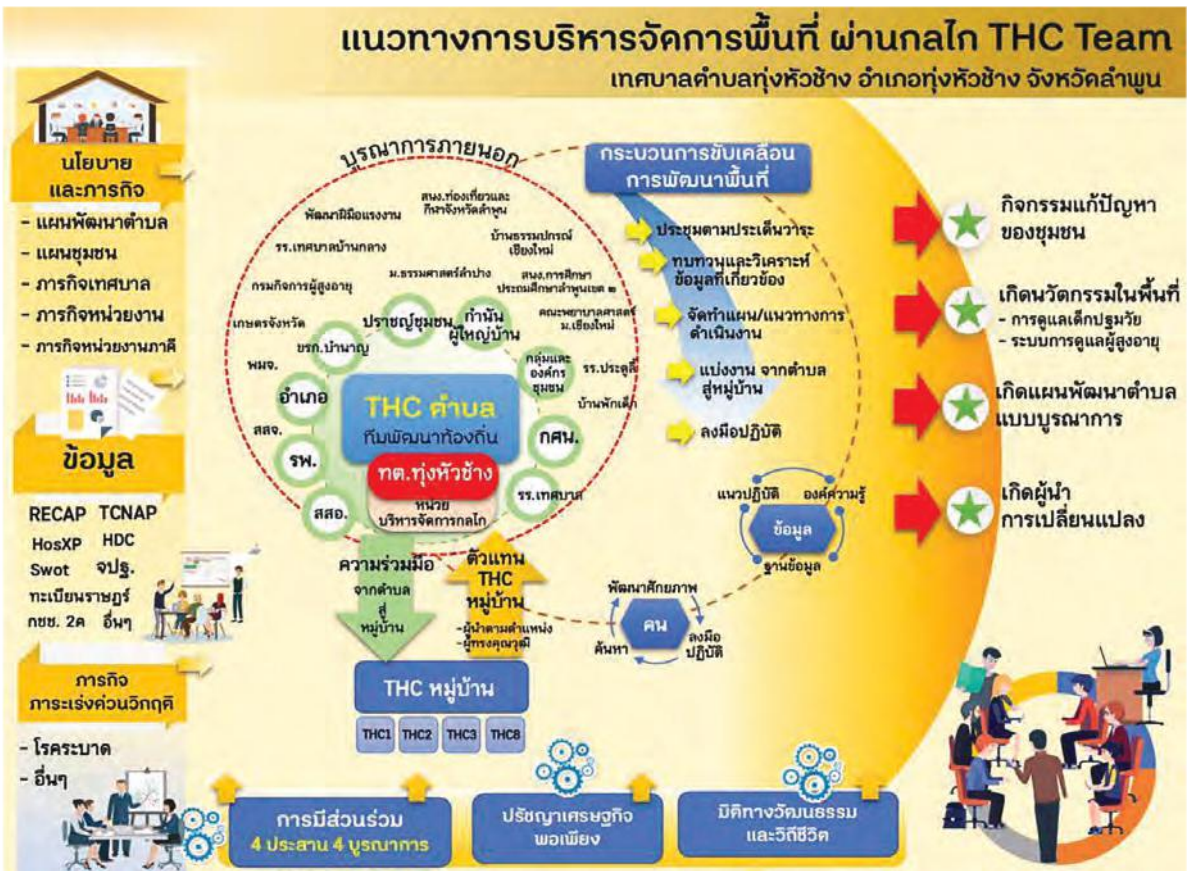 แนวทางการบริหารจัดการพื้นที่ ผ่านกลไก THC Team
เทศบาลตำบลทุ่งหัวช้าง อำเภอทุ่งหัวช้าง จังหวัดลำพูน
นโยบาย
และภารกิจ
- แผนพัฒนาตำบล
- แผนชุมชน
- ภารกิจเทศบาล
- ภารกิจหน่วยงาน
- ภารกิจหน่วยงานภาคี
ข้อมูล
RECAP TCNAP
HosXP HDC
Swot จปฐ.
ทะเบียนราษฎร์
กชช. 2ค อื่นๆ
ภารกิจ
ภาระเร่งด่วนวิกฤติ
- โรคระบาด
- อื่นๆ
บูรณาการภายนอก
สนง.ท่องเที่ยวและ
กีฬาจังหวัดลำพูน
พัฒนาฝีมือแรงงาน
บ้านธรรมปกรณ์
เชียงใหม่
รร.เทศบาลบ้านกลาง
ม.ธรรมศาสตร์ลำปาง
สนง.การศึกษา
ประถมศึกษาลำพูนเขต ๒
กรมกิจการผู้สูงอายุ
คณะพยาบาลศาสตร์
ม.เชียงใหม่
เกษตรจังหวัด
พมจ.
สสจ.
รร.ประตูลี้
บ้านพักเด็ก
ปราชญ์ชุมชน
กำนัน
ผู้ใหญ่บ้าน
ขรก.บำนาญ
กลุ่มและ
องค์กร
ชุมชน
อำเภอ
รพ.
สสอ.
กศน.
รร.เทศบาล
THC ตำบล
ทีมพัฒนาท้องถิ่น
ทต.ทุ่งหัวช้าง
หน่วย
บริหารจัดการกลไก
ความร่วมมือ
จากตำบล
สู่
หมู่บ้าน
ตัวแทน
THC
หมู่บ้าน
-ผู้นำตามตำแหน่ง
-ผู้ทรงคุณวุฒิ
THC หมู่บ้าน
THC1 THC2 THC3 THC8
กระบวนการขับเคลื่อน
การพัฒนาพื้นที่
ประชุมตามประเด็นวาระ
ทบทวนและวิเคราะห์
ข้อมูลที่เกี่ยวข้อง
จัดทำแผน/แนวทางการ
ดำเนินงาน
แบ่งงาน จากตำบล
สู่หมู่บ้าน
ลงมือปฏิบัติ
แนวปฏิบัติ องค์ความรู้
ข้อมูล
ฐานข้อมูล
พัฒนาศักยภาพ
คน
ค้นหา
ลงมือ
ปฏิบัติ
กิจกรรมแก้ปัญหา
ของชุมชน
เกิดนวัตกรรมในพื้นที่
- การดูแลเด็กปฐมวัย
- ระบบการดูแลผู้สูงอายุ
เกิดแผนพัฒนาตำบล
แบบบูรณาการ
เกิดผู้นำ
การเปลี่ยนแปลง
การมีส่วนร่วม
4 ประสาน 4 บูรณาการ
ปรัชญาเศรษฐกิจ
พอเพียง
มิติทางวัฒนธรรม
และวิถีชีวิต